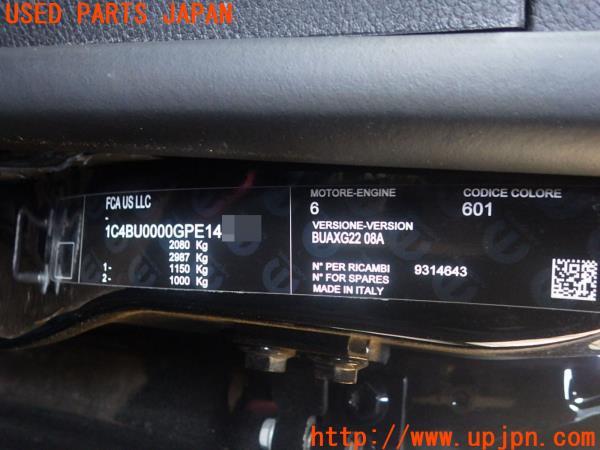 USED PARTS JAPAN
FCA US LLC
-
1C4BU0000GPE14
2080 Kg
2987 Kg
1- 1150 Kg
2- 1000 Kg
MOTORE-ENGINE
6
CODICE COLORE
601
VERSIONE-VERSION
BUAXG22 08A
N° PER RICAMBI 9314643
N° FOR SPARES
MADE IN ITALY
http://www.upjpn.com/